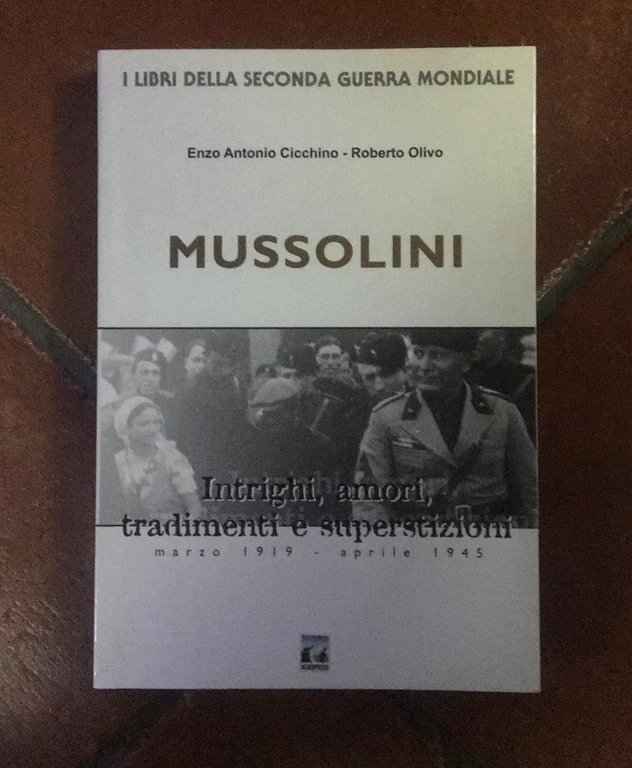 I LIBRI DELLA SECONDA GUERRA MONDIALE
Enzo Antonio Cicchino - Roberto Olivo
MUSSOLINI
Intrighi, amori,
tradimenti e superstizioni
marzo 1919 - aprile 1945